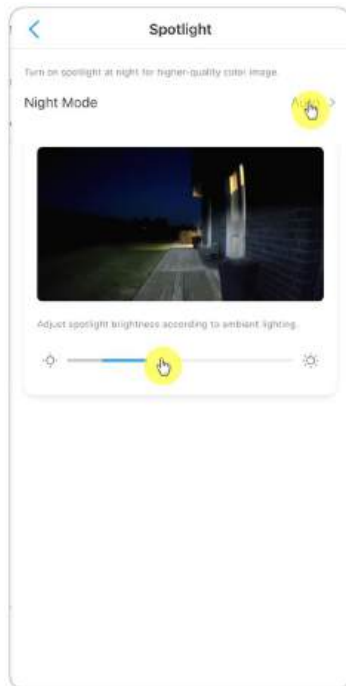 Spotlight
Turn on spotlight at night for higher-quality color image.
Night Mode
Auto
Adjust spotlight brightness according to ambient lighting.